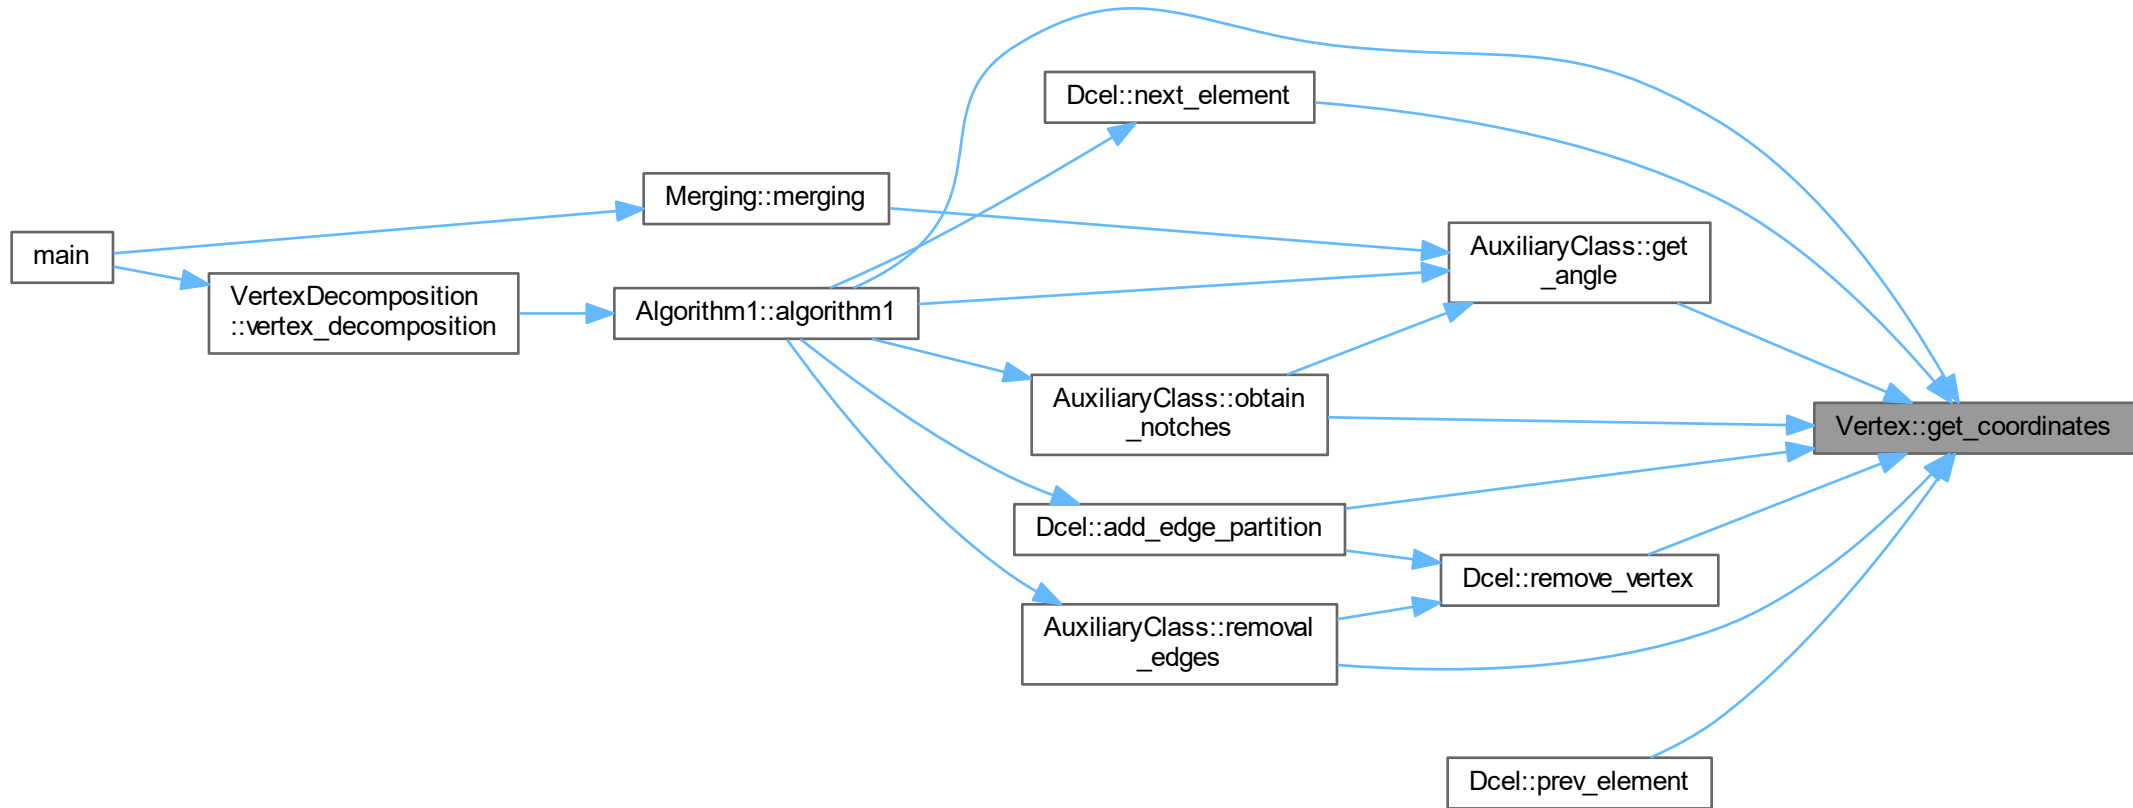 Dcel::next_element
Merging::merging
main
AuxiliaryClass::get
_angle
VertexDecomposition
::vertex_decomposition
Algorithm1::algorithm1
AuxiliaryClass::obtain
_notches
Vertex::get_coordinates
Dcel::add_edge_partition
Dcel::remove_vertex
AuxiliaryClass::removal
_edges
Dcel::prev_element